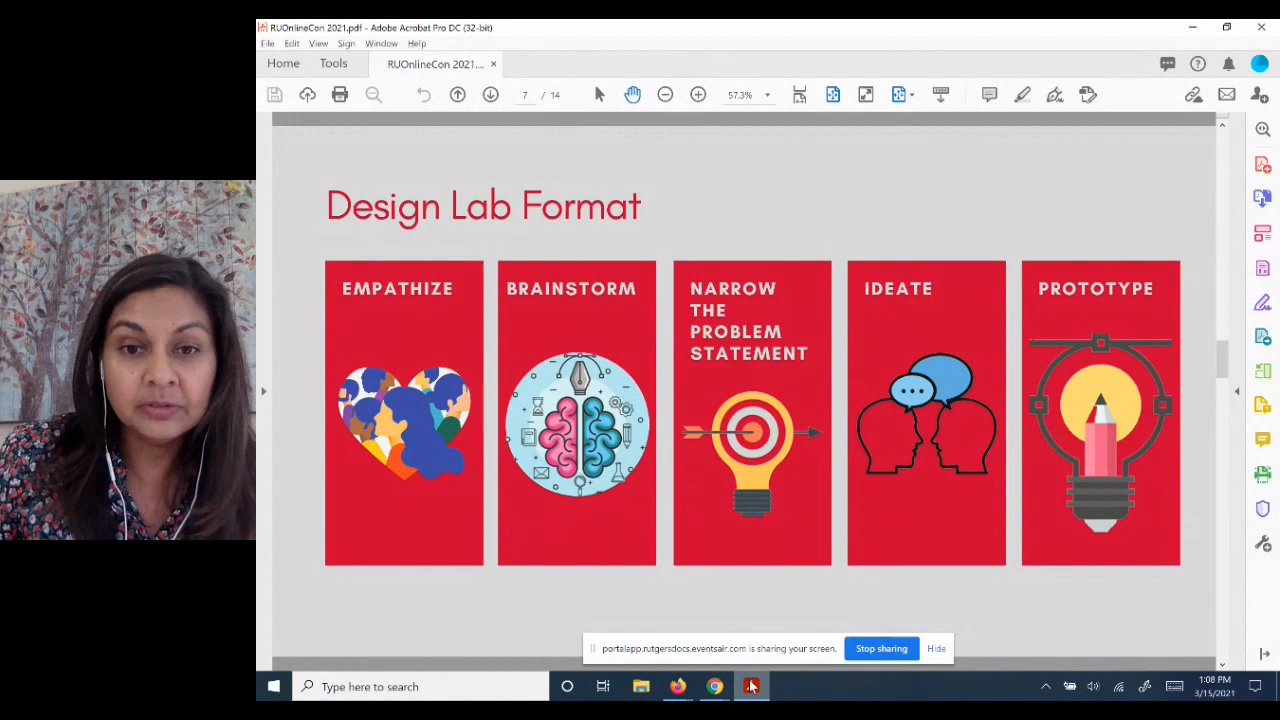 RUOnlineCon 2021.pdf - Adobe Acrobat Pro DC (32-bit)
File Edit View Sign Window Help
Home Tools RUOnlineCon 2021.... ×
7 / 14 57.3%
Design Lab Format
EMPATHIZE
BRAINSTORM
NARROW
THE
PROBLEM
STATEMENT
IDEATE
PROTOTYPE
portalapp.rutgersdocs.eventsair.com is sharing your screen. Stop sharing Hide
Type here to search
1:08 PM
3/15/2021